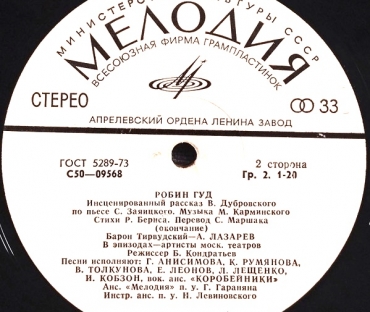 МИНИСТЕРСТВО КУЛЬТУРЫ СССР
МЕЛОДИЯ
ВСЕСОЮЗНАЯ ФИРМА ГРАМПЛАСТИНОК
СТЕРЕО
33
АПРЕЛЕВСКИЙ ОРДЕНА ЛЕНИНА ЗАВОД
ГОСТ 5289-73
С50—09568
2 сторона
Гр. 2. 1-20
РОБИН ГУД
Инсценированный рассказ В. Дубровского
по пьесе С. Заяицкого. Музыка М. Карминского
Стихи Р. Бернса. Перевод С. Маршака
(окончание)
Барон Тирвудский—А. ЛАЗАРЕВ
В эпизодах—артисты моск. театров
Режиссер Б. Кондратьев
Песни исполняют: Г. АНИСИМОВА, К. РУМЯНОВА,
В. ТОЛКУНОВА, Е. ЛЕОНОВ, Л. ЛЕЩЕНКО,
И. КОБЗОН, вок. анс. «КОРОБЕЙНИКИ»
Анс. «Мелодия» п. у Г. Гараняна
Инстр. анс. п у Н. Левиновского